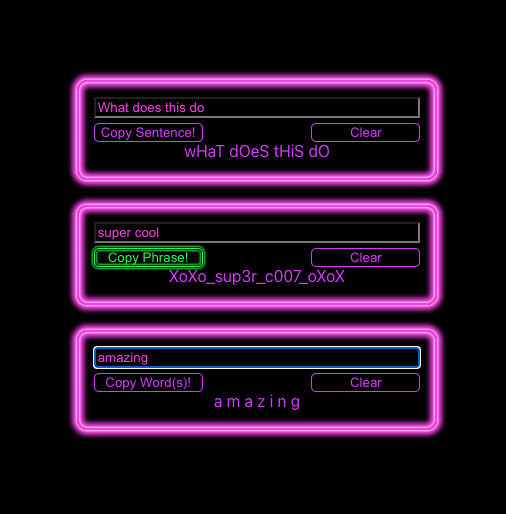 What does this do
Copy Sentence! Clear
wHaT dOeS tHiS dO
super cool
Copy Phrase! Clear
XoXo_sup3r_c007_oXoX
amazing
Copy Word(s)! Clear
a m a z i n g